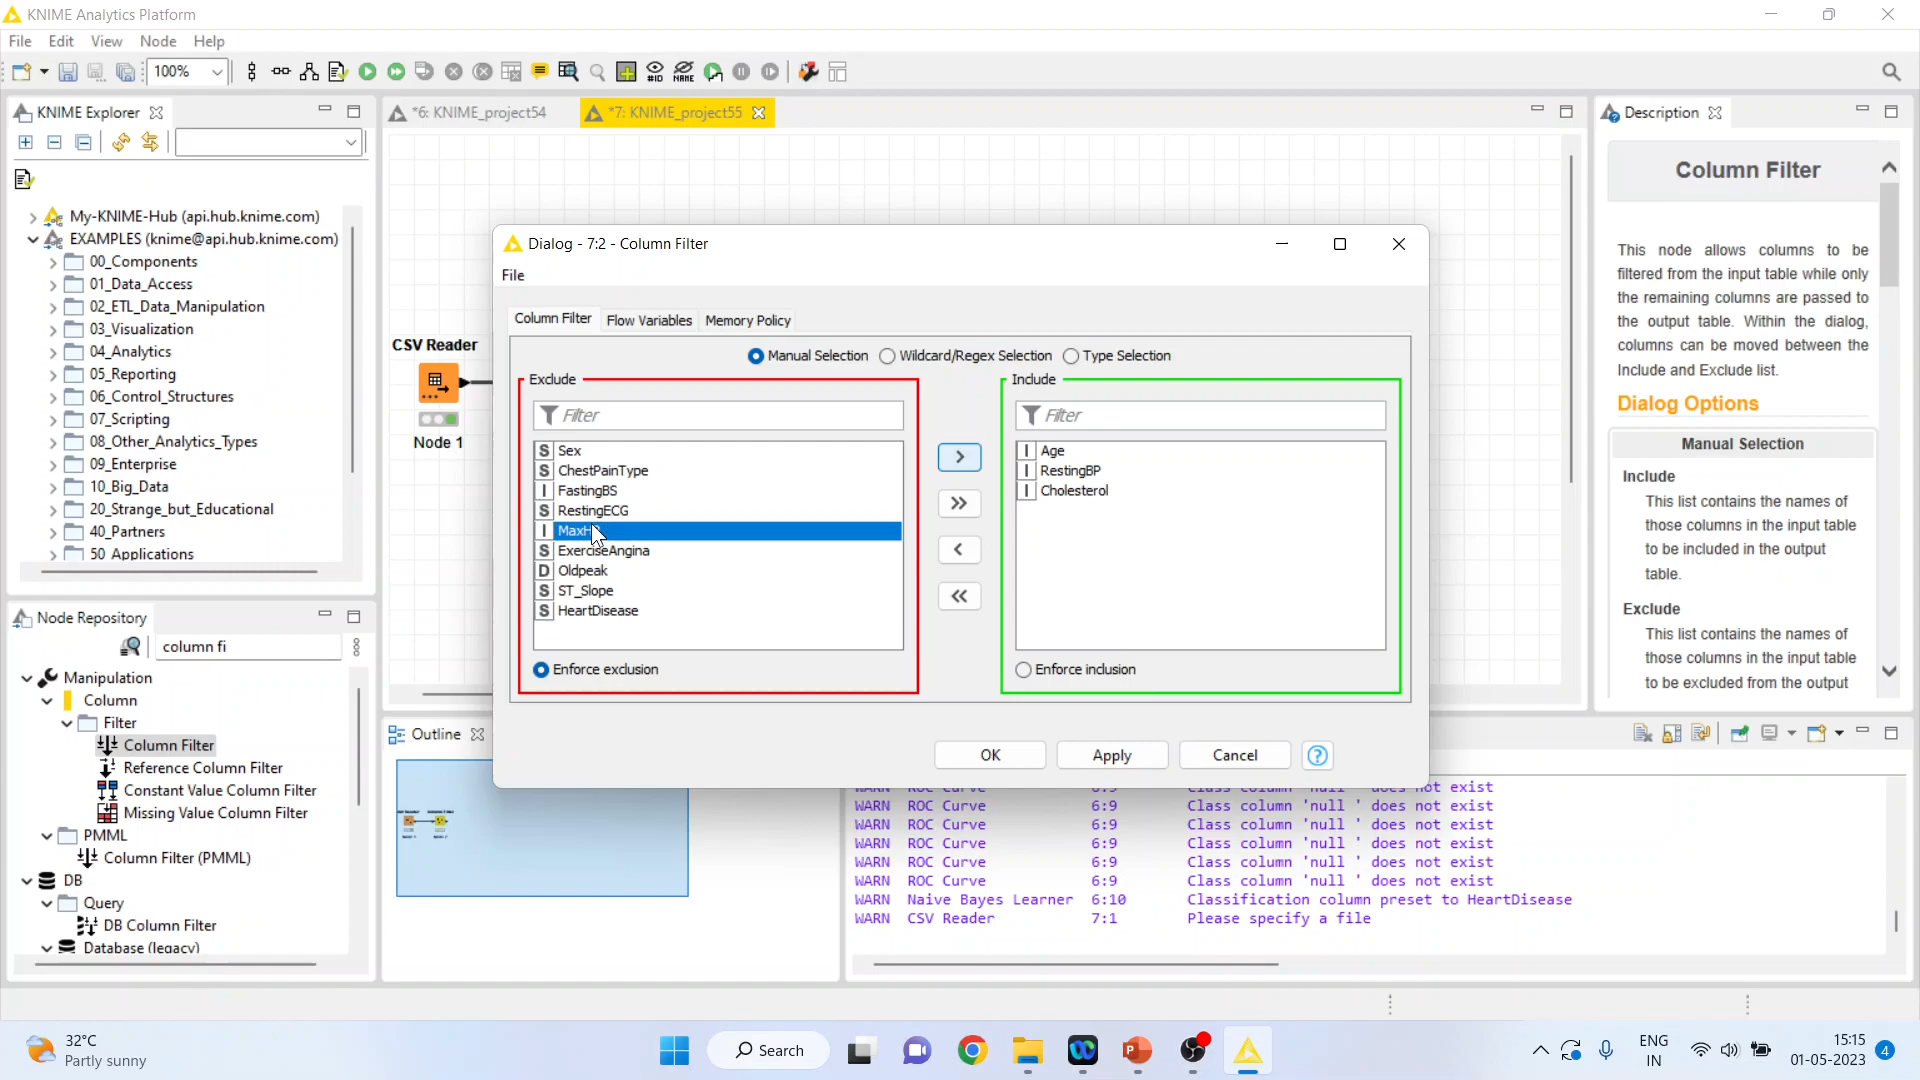 KNIME Analytics Platform
File Edit View Node Help
100%
KNIME Explorer
*6: KNIME_project54
*7: KNIME_project55
Description
My-KNIME-Hub (api.hub.knime.com)
EXAMPLES (knime@api.hub.knime.com)
00_Components
01_Data_Access
02_ETL_Data_Manipulation
03_Visualization
04_Analytics
05_Reporting
06_Control_Structures
07_Scripting
08_Other_Analytics_Types
09_Enterprise
10_Big_Data
20_Strange_but_Educational
40_Partners
50_Applications
Node Repository
column fi
Manipulation
Column
Filter
Column Filter
Reference Column Filter
Constant Value Column Filter
Missing Value Column Filter
PMML
Column Filter (PMML)
DB
Query
DB Column Filter
Database (legacy)
CSV Reader
Node 1
Dialog - 7:2 - Column Filter
File
Column Filter Flow Variables Memory Policy
Manual Selection Wildcard/Regex Selection Type Selection
Exclude
Filter
S Sex
S ChestPainType
I FastingBS
S RestingECG
I
S ExerciseAngina
D Oldpeak
S ST_Slope
S HeartDisease
Enforce exclusion
Include
Filter
I Age
I RestingBP
I Cholesterol
Enforce inclusion
OK Apply Cancel
Column Filter
This node allows columns to be
filtered from the input table while only
the remaining columns are passed to
the output table. Within the dialog,
columns can be moved between the
Include and Exclude list.
Dialog Options
Manual Selection
Include
This list contains the names of
those columns in the input table
to be included in the output
table.
Exclude
This list contains the names of
those columns in the input table
to be excluded from the output
Outline
WARN ROC Curve 6:9 Class column 'null ' does not exist
WARN ROC Curve 6:9 Class column 'null ' does not exist
WARN ROC Curve 6:9 Class column 'null ' does not exist
WARN ROC Curve 6:9 Class column 'null ' does not exist
WARN ROC Curve 6:9 Class column 'null ' does not exist
WARN ROC Curve 6:9 Class column 'null ' does not exist
WARN Naive Bayes Learner 6:10 Classification column preset to HeartDisease
WARN CSV Reader 7:1 Please specify a file
32°C
Partly sunny
Search
ENG
IN
15:15
01-05-2023
4